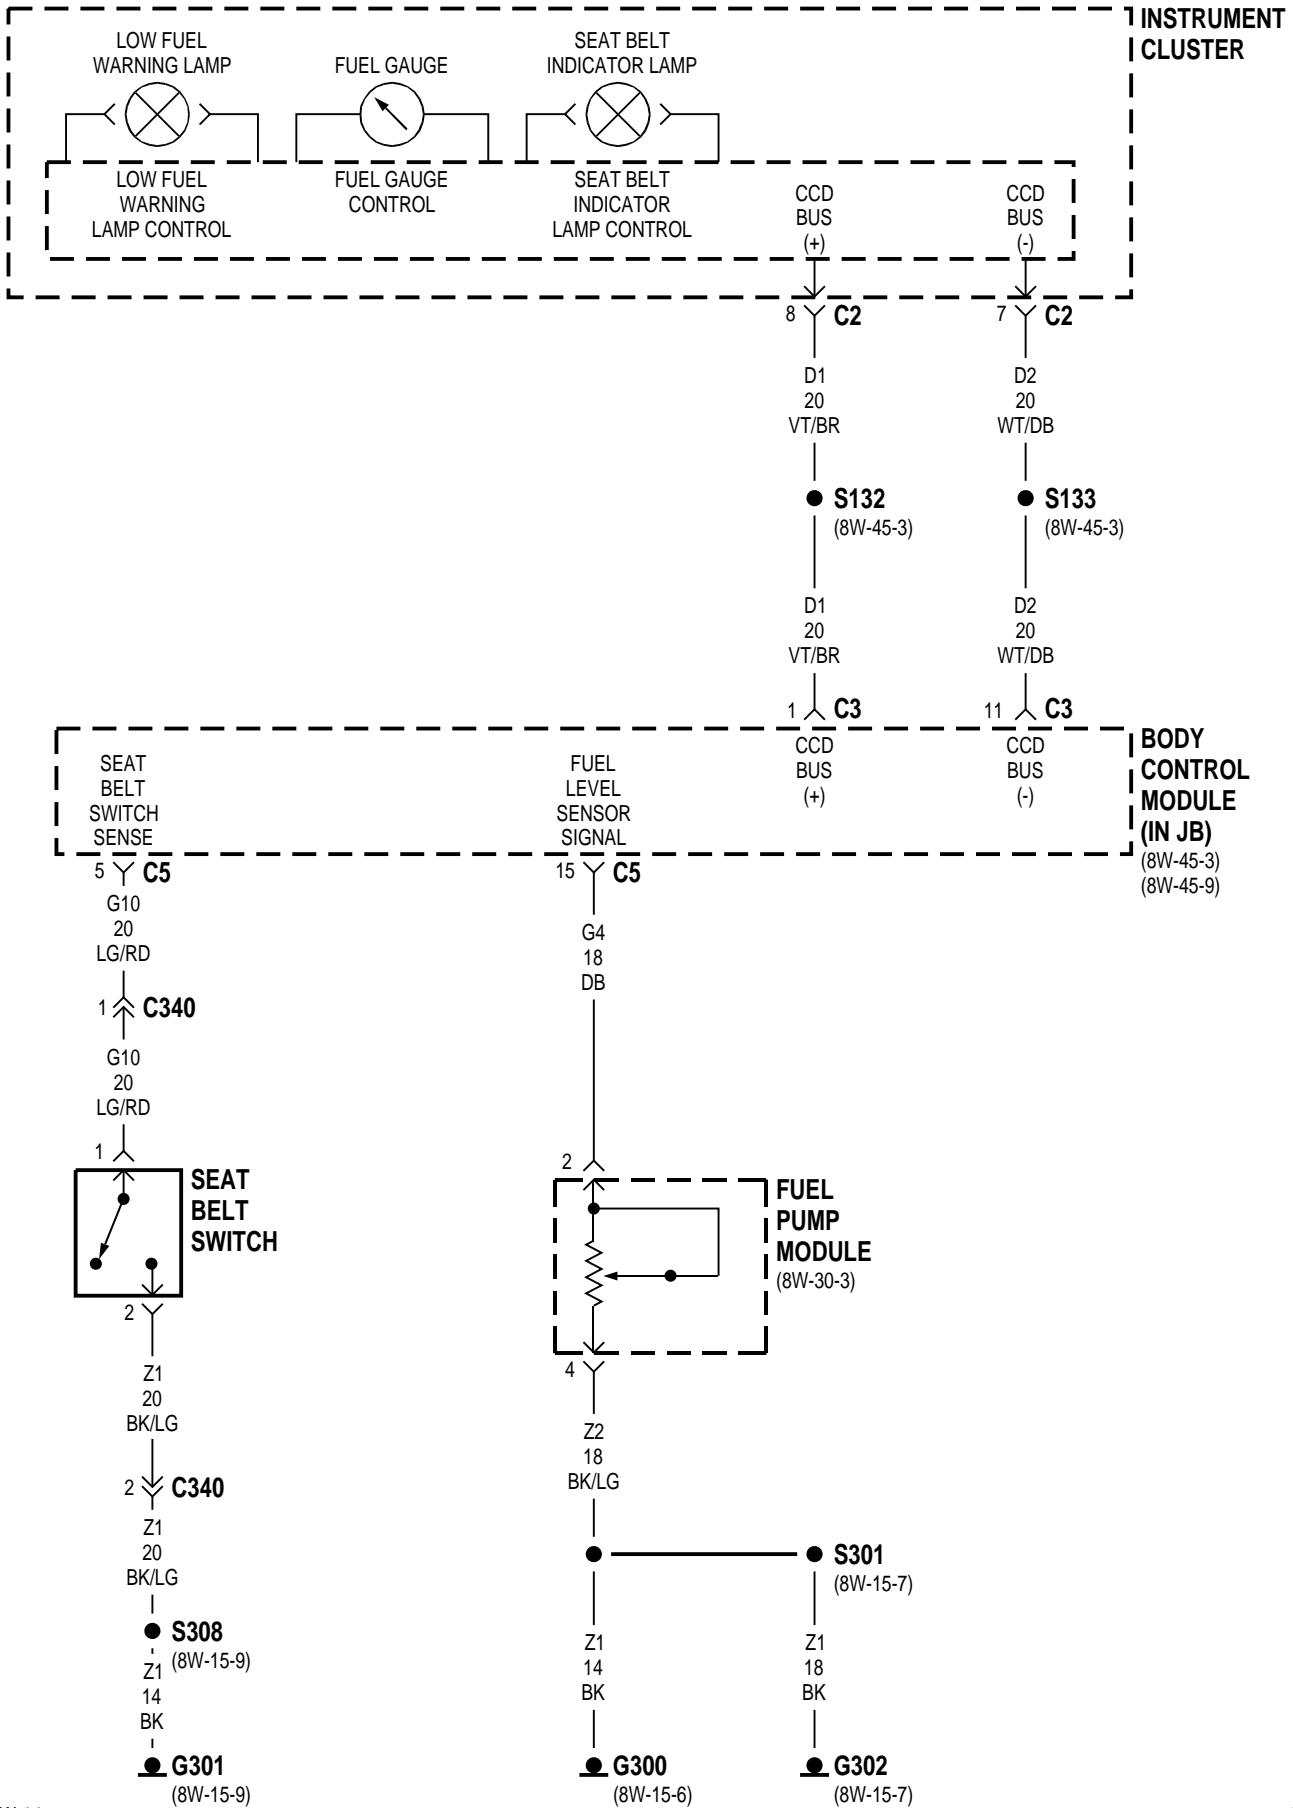 INSTRUMENT
CLUSTER
LOW FUEL
WARNING LAMP
FUEL GAUGE
SEAT BELT
INDICATOR LAMP
LOW FUEL
WARNING
LAMP CONTROL
FUEL GAUGE
CONTROL
SEAT BELT
INDICATOR
LAMP CONTROL
CCD
BUS
(+)
CCD
BUS
(-)
8 C2
7 C2
D1
20
VT/BR
D2
20
WT/DB
S132
(8W-45-3)
S133
(8W-45-3)
D1
20
VT/BR
D2
20
WT/DB
1 C3
11 C3
SEAT
BELT
SWITCH
SENSE
FUEL
LEVEL
SENSOR
SIGNAL
CCD
BUS
(+)
CCD
BUS
(-)
BODY
CONTROL
MODULE
(IN JB)
(8W-45-3)
(8W-45-9)
5 C5
15 C5
G10
20
LG/RD
G4
18
DB
1 C340
G10
20
LG/RD
1
SEAT
BELT
SWITCH
2
2
FUEL
PUMP
MODULE
(8W-30-3)
4
Z1
20
BK/LG
Z2
18
BK/LG
2 C340
Z1
20
BK/LG
S301
(8W-15-7)
S308
(8W-15-9)
Z1
14
BK
Z1
14
BK
Z1
18
BK
G301
(8W-15-9)
G300
(8W-15-6)
G302
(8W-15-7)